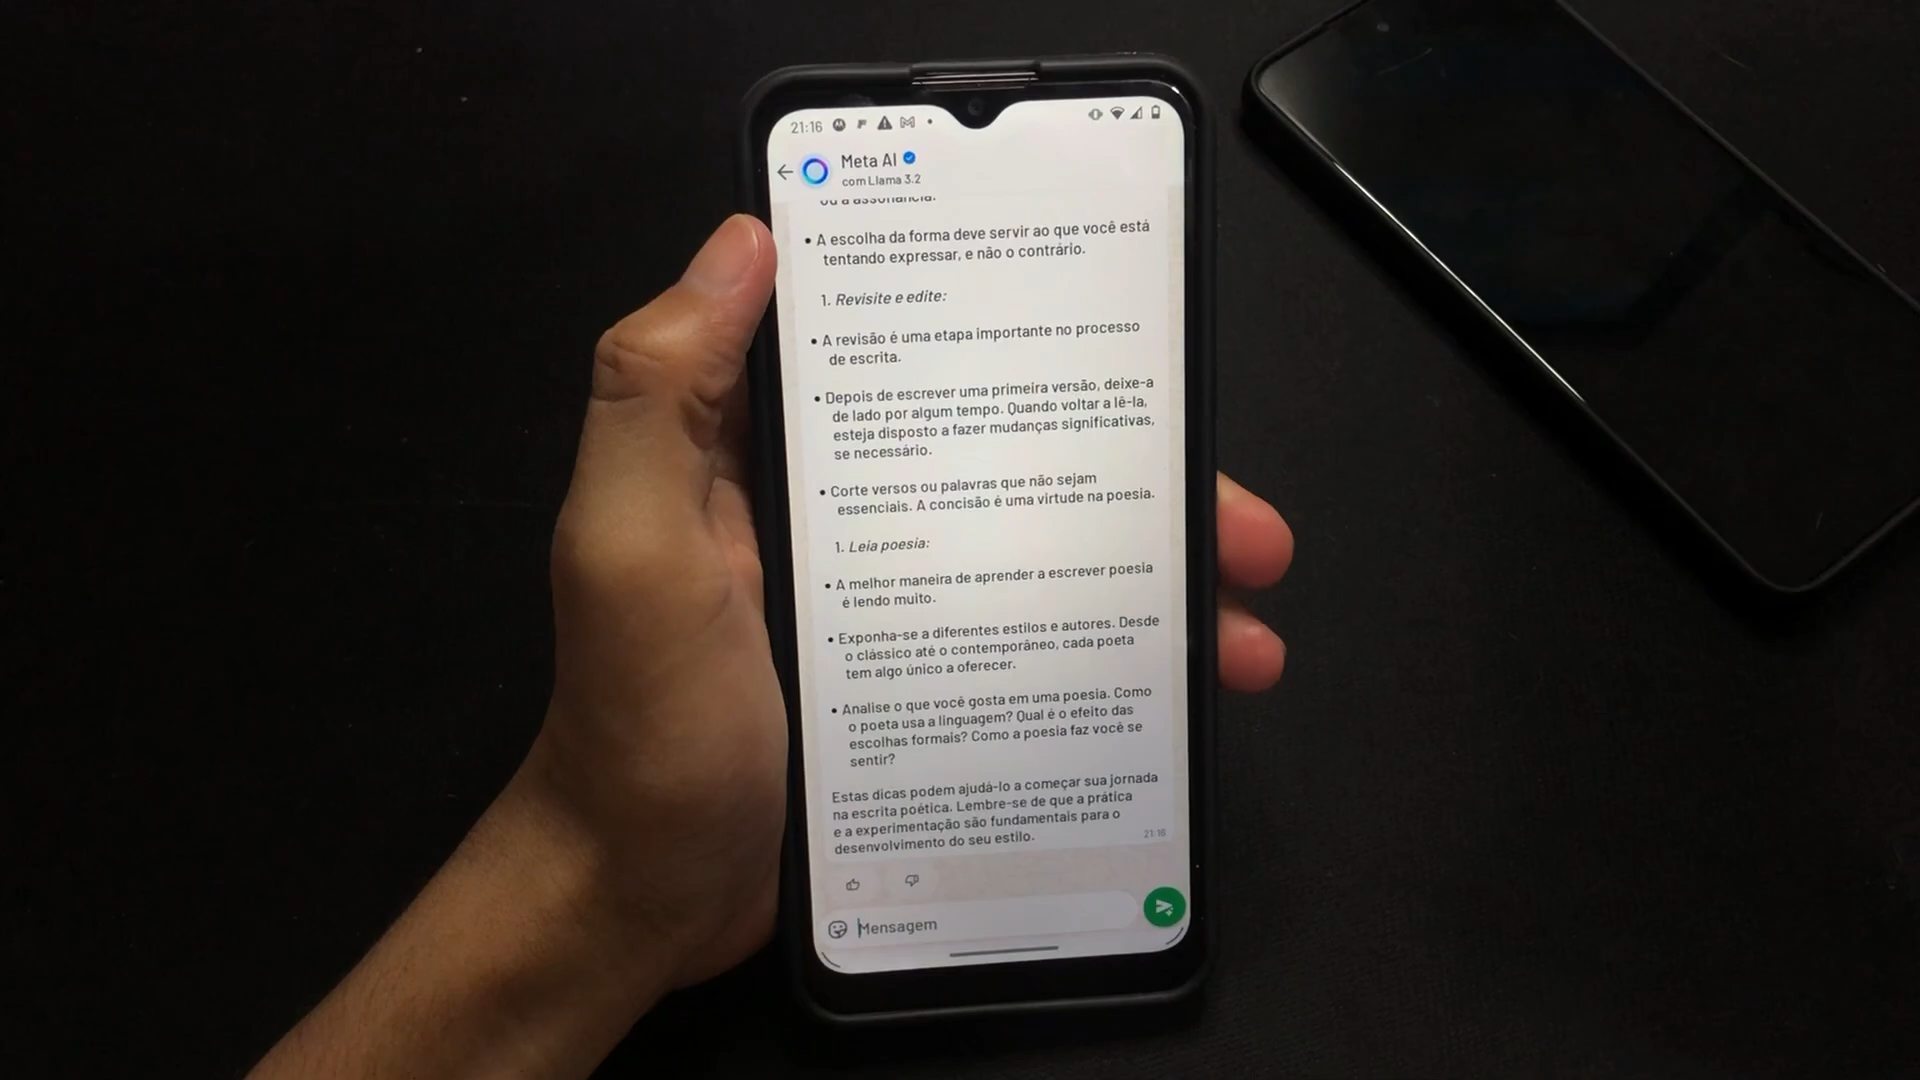 21:16
Meta AI
com Llama 3.2
ou a assonância.
• A escolha da forma deve servir ao que você está
tentando expressar, e não o contrário.
1. Revisite e edite:
• A revisão é uma etapa importante no processo
de escrita.
• Depois de escrever uma primeira versão, deixe-a
de lado por algum tempo. Quando voltar a lê-la,
esteja disposto a fazer mudanças significativas,
se necessário.
• Corte versos ou palavras que não sejam
essenciais. A concisão é uma virtude na poesia.
1. Leia poesia:
• A melhor maneira de aprender a escrever poesia
é lendo muito.
• Exponha-se a diferentes estilos e autores. Desde
o clássico até o contemporâneo, cada poeta
tem algo único a oferecer.
• Analise o que você gosta em uma poesia. Como
o poeta usa a linguagem? Qual é o efeito das
escolhas formais? Como a poesia faz você se
sentir?
Estas dicas podem ajudá-lo a começar sua jornada
na escrita poética. Lembre-se de que a prática
e a experimentação são fundamentais para o
desenvolvimento do seu estilo.
21:16
Mensagem